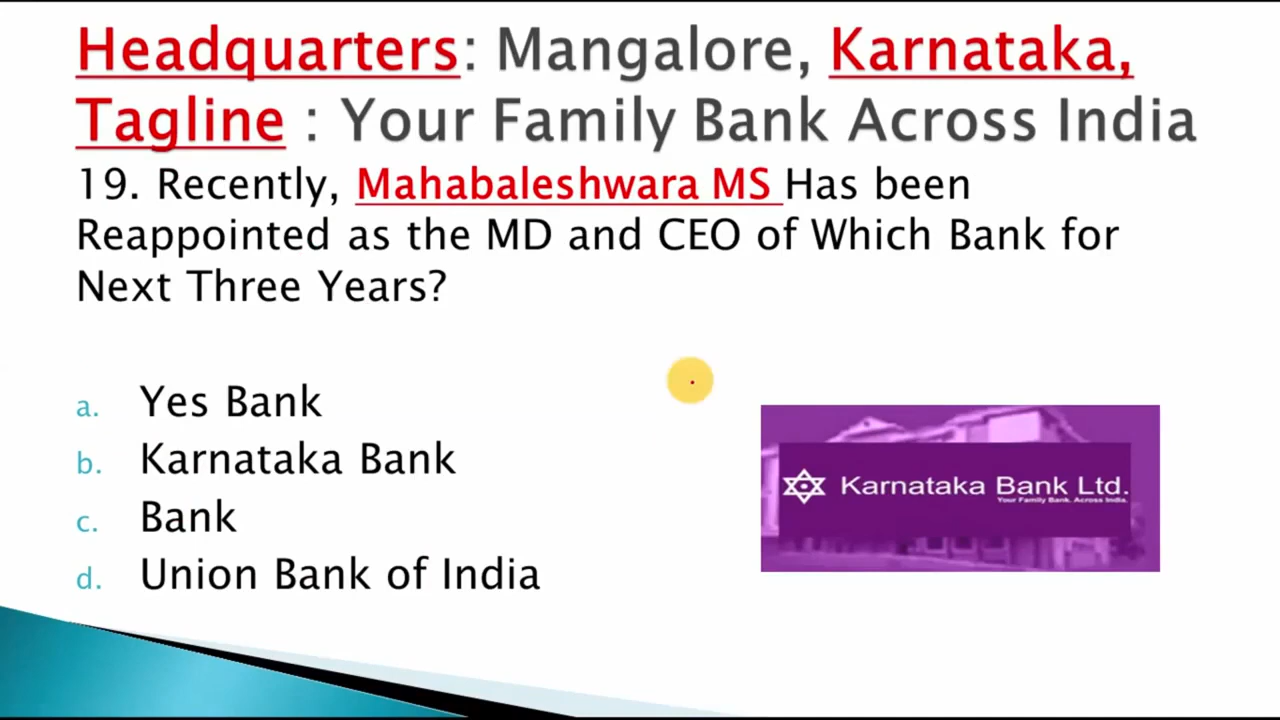 Headquarters: Mangalore, Karnataka,
Tagline : Your Family Bank Across India
19. Recently, Mahabaleshwara MS Has been
Reappointed as the MD and CEO of Which Bank for
Next Three Years?
a. Yes Bank
b. Karnataka Bank
c. Bank
d. Union Bank of India
Karnataka Bank Ltd.
Your Family Bank. Across India.